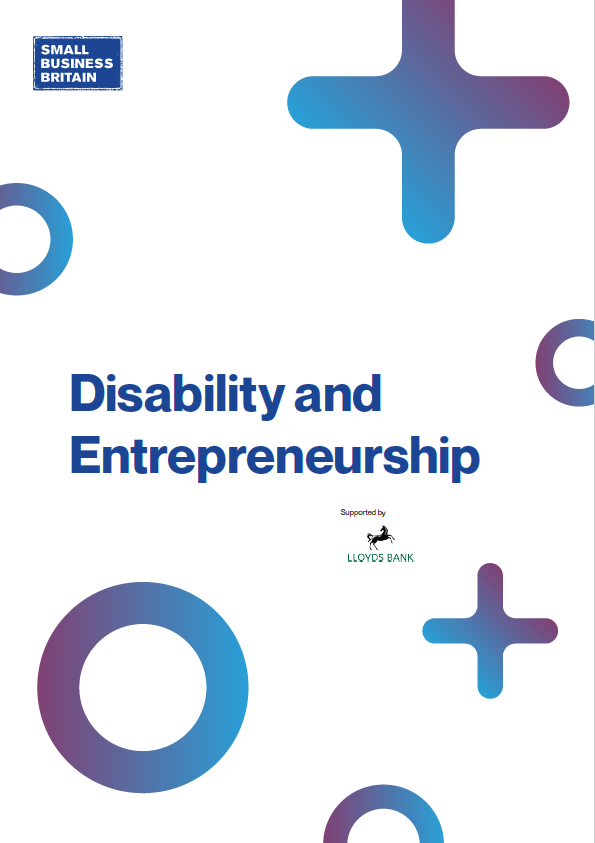 SMALL
BUSINESS
BRITAIN
Disability and
Entrepreneurship
Supported by
LLOYDS BANK